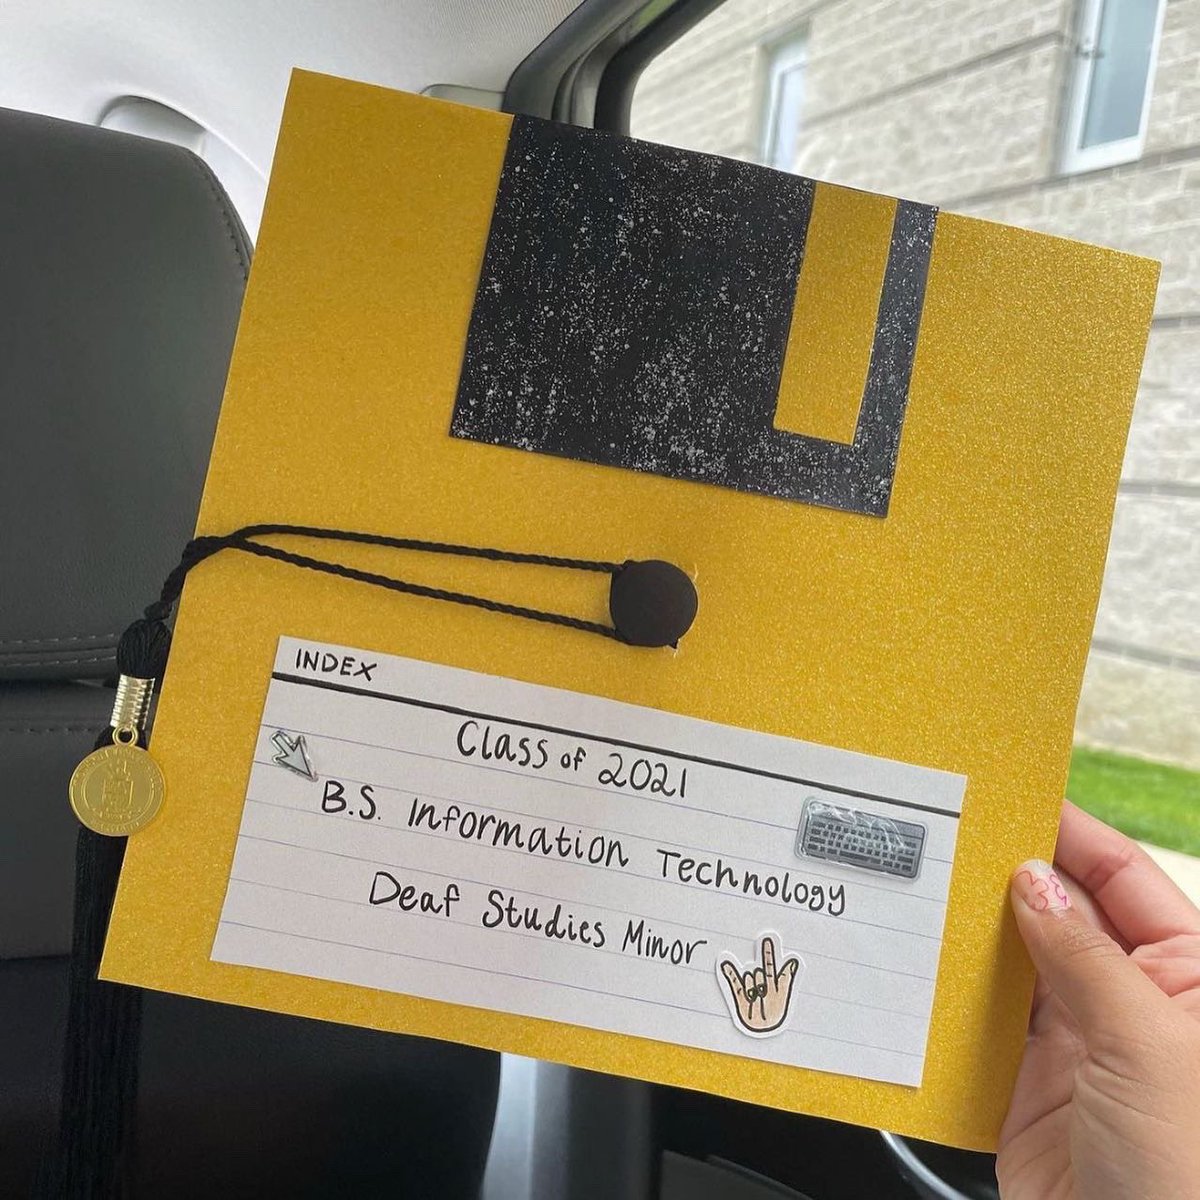 INDEX
Class of 2021
B.S. Information Technology
Deaf Studies Minor